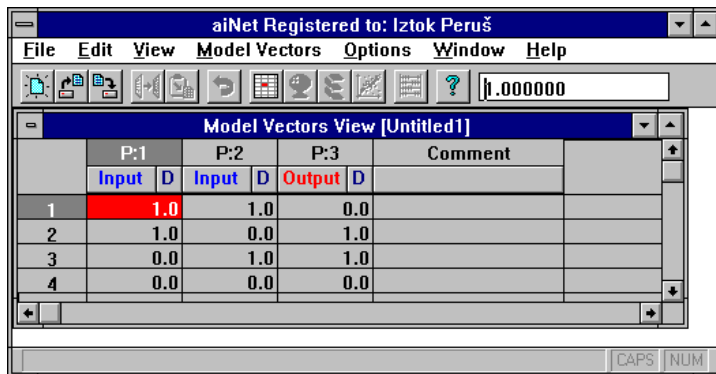 aiNet Registered to: Iztok Peruš
File Edit View Model Vectors Options Window Help
? 1.000000
Model Vectors View [Untitled1]
P:1 P:2 P:3 Comment
Input D Input D Output D
1 1.0 1.0 0.0
2 1.0 0.0 1.0
3 0.0 1.0 1.0
4 0.0 0.0 0.0
CAPS NUM